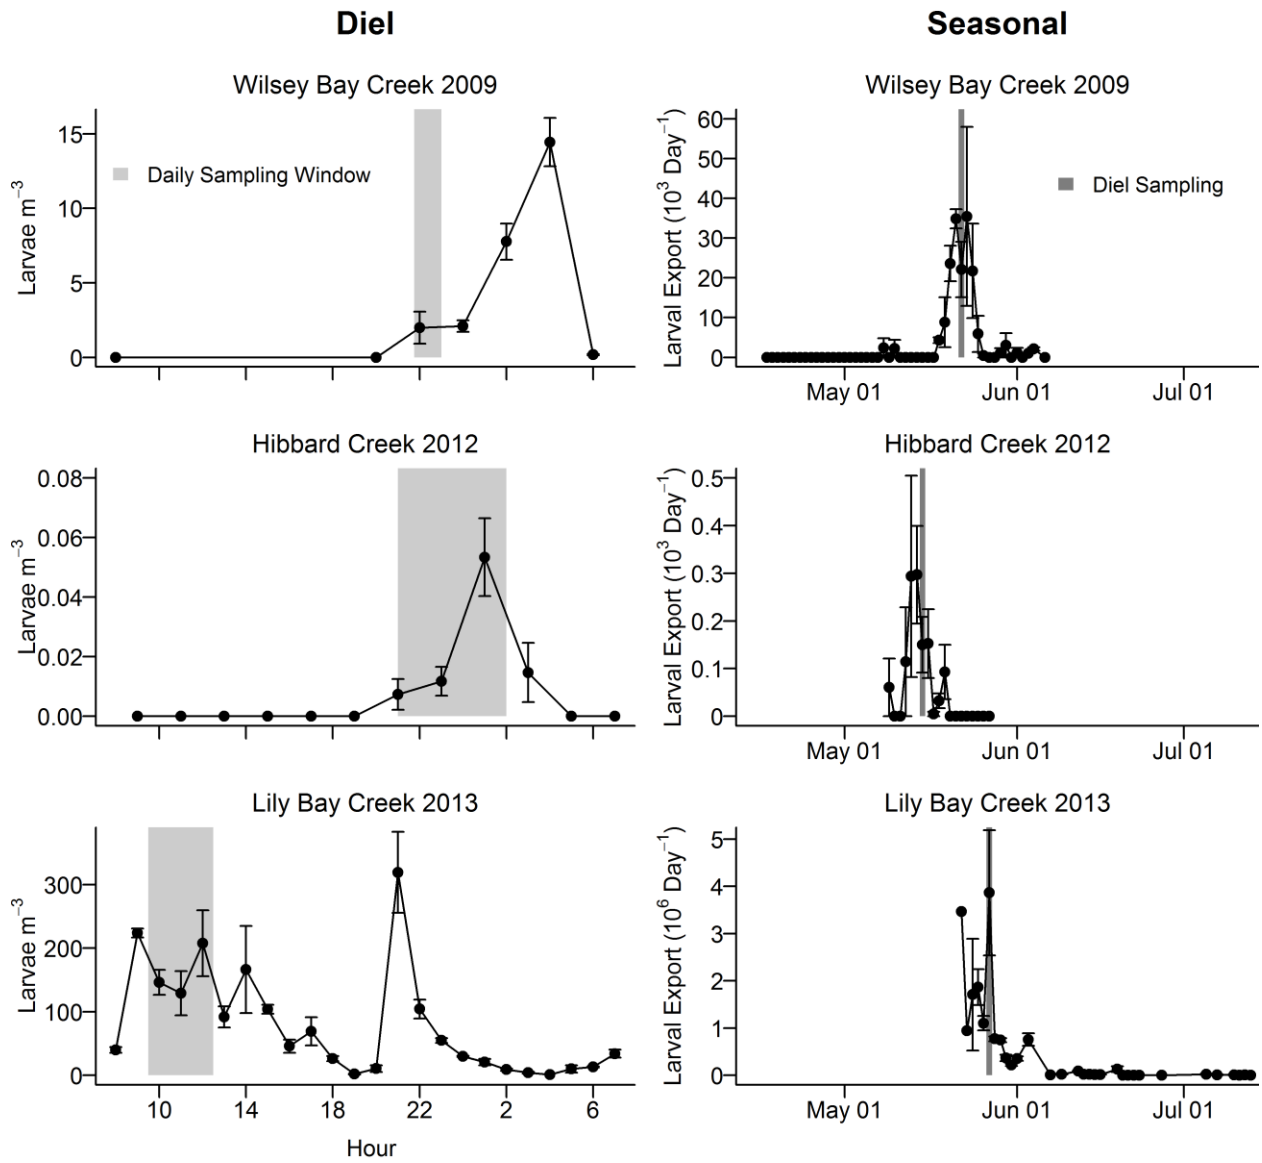 Diel
Seasonal
Wilsey Bay Creek 2009
Larvae m⁻³
15
10
5
0
Daily Sampling Window
Wilsey Bay Creek 2009
Larval Export (10³ Day⁻¹)
60
50
40
30
20
10
0
Diel Sampling
May 01
Jun 01
Jul 01
Hibbard Creek 2012
Larvae m⁻³
0.08
0.06
0.04
0.02
0.00
Hibbard Creek 2012
Larval Export (10³ Day⁻¹)
0.5
0.4
0.3
0.2
0.1
0
May 01
Jun 01
Jul 01
Lily Bay Creek 2013
Larvae m⁻³
300
200
100
0
10
14
18
22
2
6
Hour
Lily Bay Creek 2013
Larval Export (10⁶ Day⁻¹)
5
4
3
2
1
0
May 01
Jun 01
Jul 01